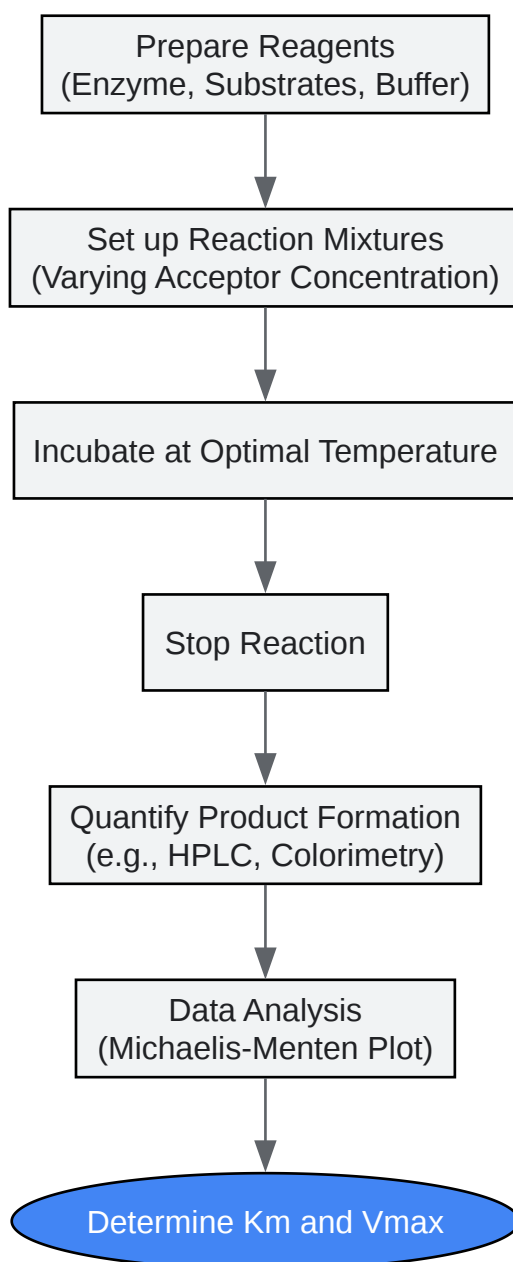 Prepare Reagents
(Enzyme, Substrates, Buffer)
Set up Reaction Mixtures
(Varying Acceptor Concentration)
Incubate at Optimal Temperature
Stop Reaction
Quantify Product Formation
(e.g., HPLC, Colorimetry)
Data Analysis
(Michaelis-Menten Plot)
Determine Km and Vmax